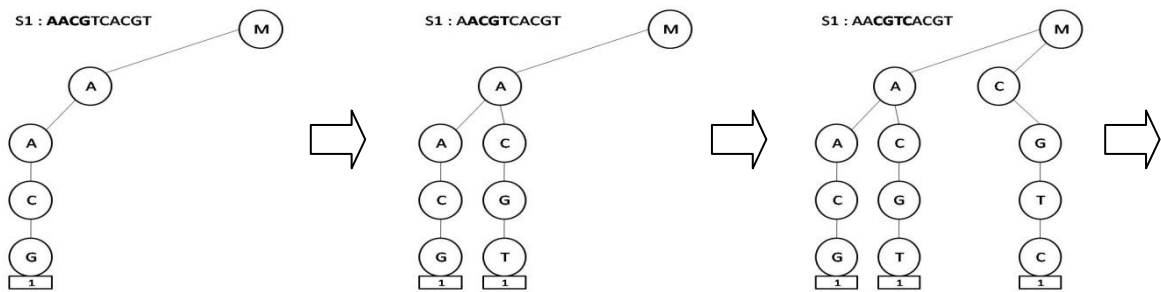 S1 : AACGTCACGT
M
A
A
C
G
1
S1 : AACGTCACGT
M
A
A C
C G
G T
1 1
S1 : AACGTCACGT
M
A C
A C G
C G T
G T C
1 1 1